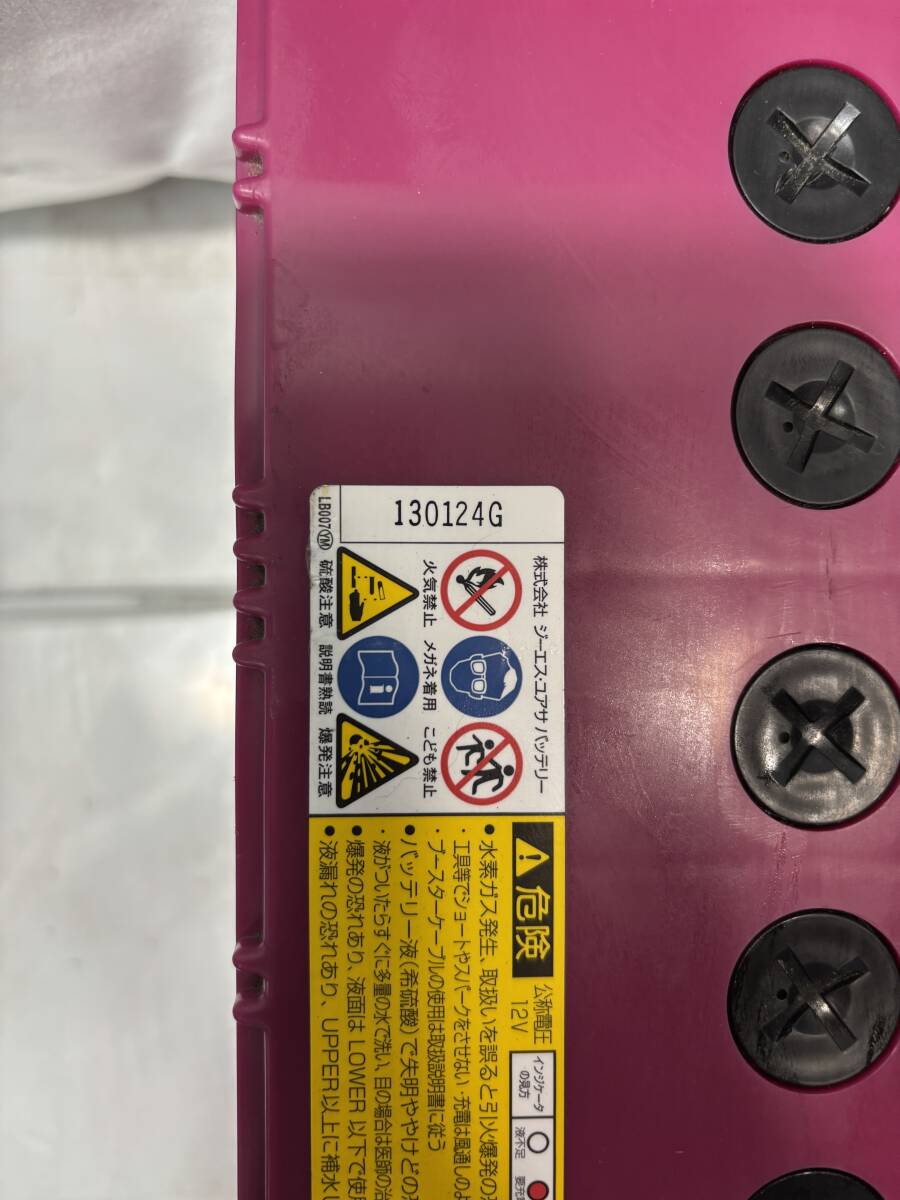 130124G
LB007 YM
株式会社 ジーエス・ユアサ バッテリー
火気禁止 メガネ着用 こども禁止
硫酸注意 説明書熟読 爆発注意
危険
公称電圧
12V
インジケータ
の見方
液不足
●水素ガス発生、取扱いを誤ると引火爆発の
・工具等でショートやスパークをさせない・充電は風通しのよ
・ブースターケーブルの使用は取扱説明書に従う
●バッテリー液(希硫酸)で失明ややけどの
・液がついたらすぐに多量の水で洗い、目の場合は医師の治
●爆発の恐れあり、液面は LOWER 以下で使
●液漏れの恐れあり、UPPER以上に補水